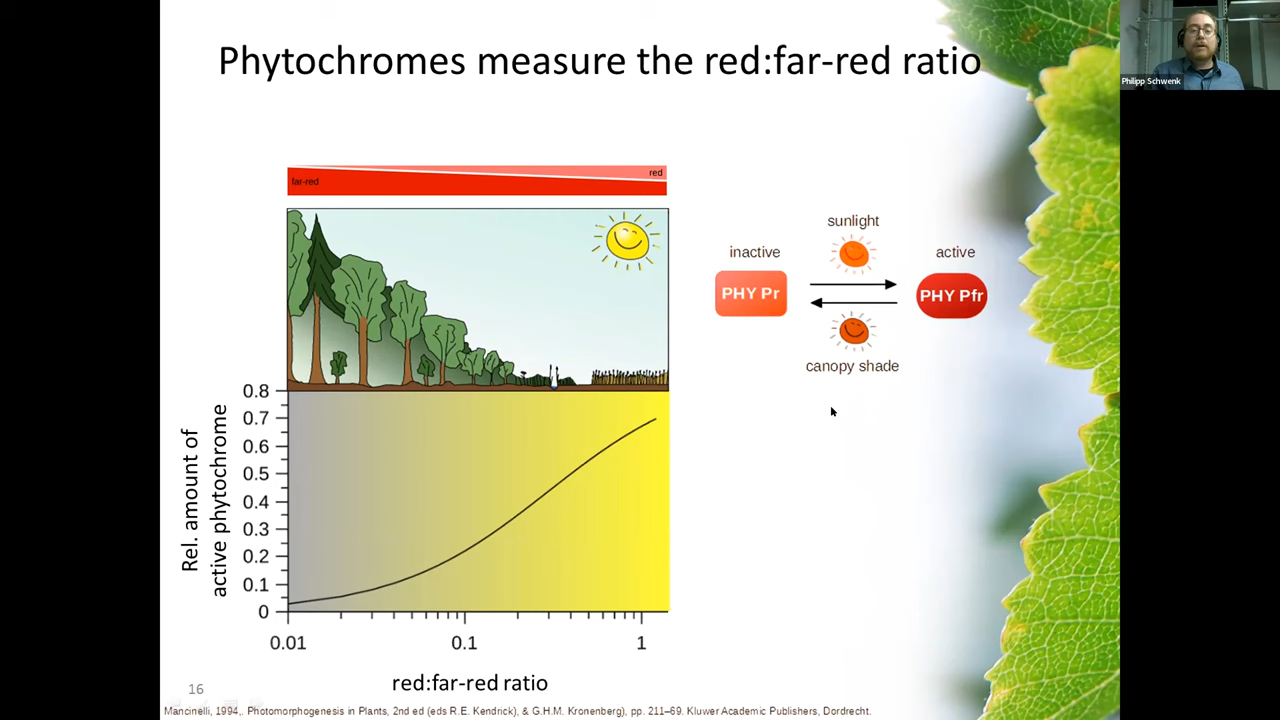 Phytochromes measure the red:far-red ratio
Philipp Schwenk
red
far-red
sunlight
inactive
active
PHY Pr
PHY Pfr
canopy shade
Rel. amount of
active phytochrome
0.8
0.7
0.6
0.5
0.4
0.3
0.2
0.1
0
0.01
0.1
1
red:far-red ratio
16
Mancinelli, 1994,. Photomorphogenesis in Plants, 2nd ed (eds R.E. Kendrick), & G.H.M. Kronenberg), pp. 211–69. Kluwer Academic Publishers, Dordrecht.